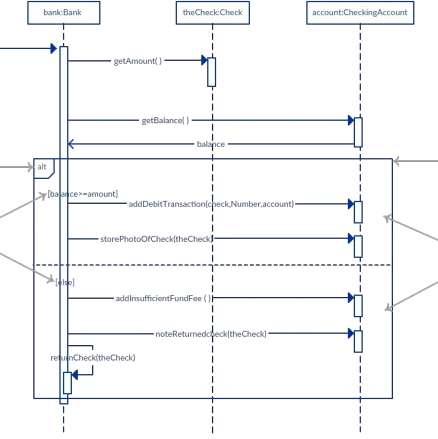 bank:Bank
theCheck:Check
account:CheckingAccount
getAmount( )
getBalance( )
balance
alt
[balance>=amount]
addDebitTransaction(check,Number,account)
storePhotoOfCheck(theCheck)
[else]
addInsufficientFundFee ( )
noteReturnedcheck(theCheck)
returnCheck(theCheck)